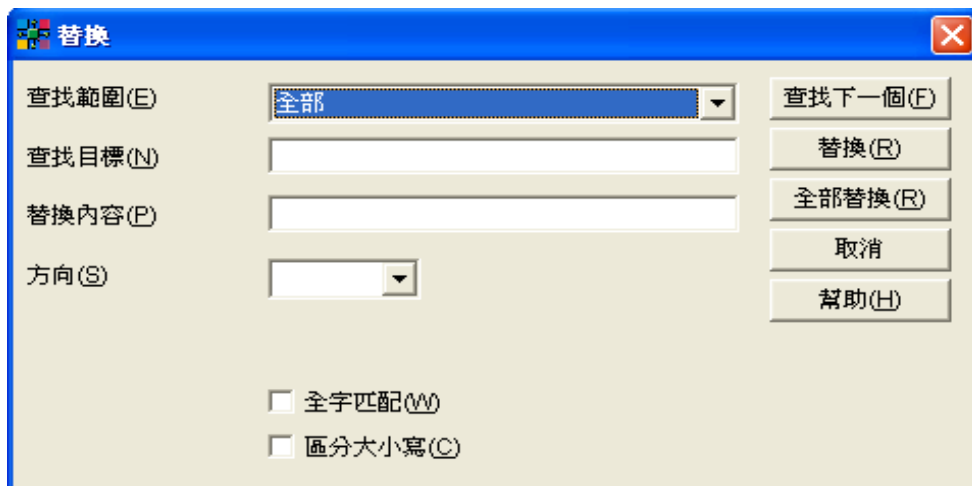 替換
查找範圍(E) 全部 查找下一個(F)
查找目標(N) 替換(R)
替換內容(P) 全部替換(R)
取消
方向(S) 幫助(H)
全字匹配(W)
區分大小寫(C)